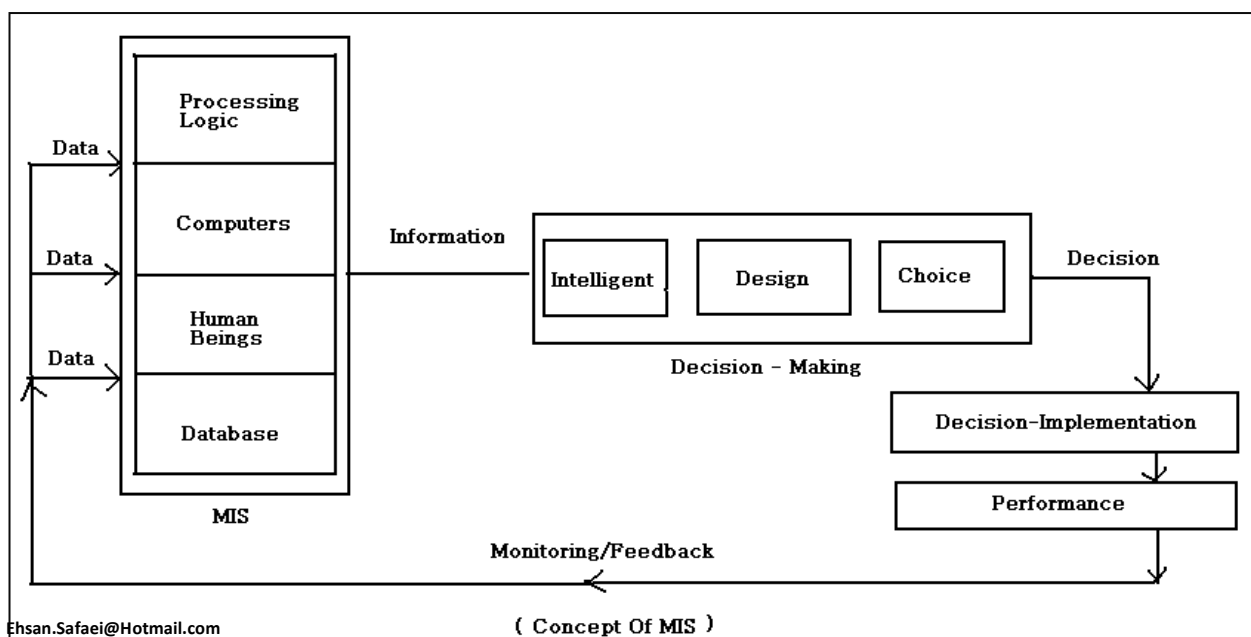 Processing
Logic
Data
Computers
Data
Human
Beings
Data
Database
MIS
Information
Intelligent
Design
Choice
Decision - Making
Decision
Decision-Implementation
Performance
Monitoring/Feedback
( Concept Of MIS )
Ehsan.Safaei@Hotmail.com